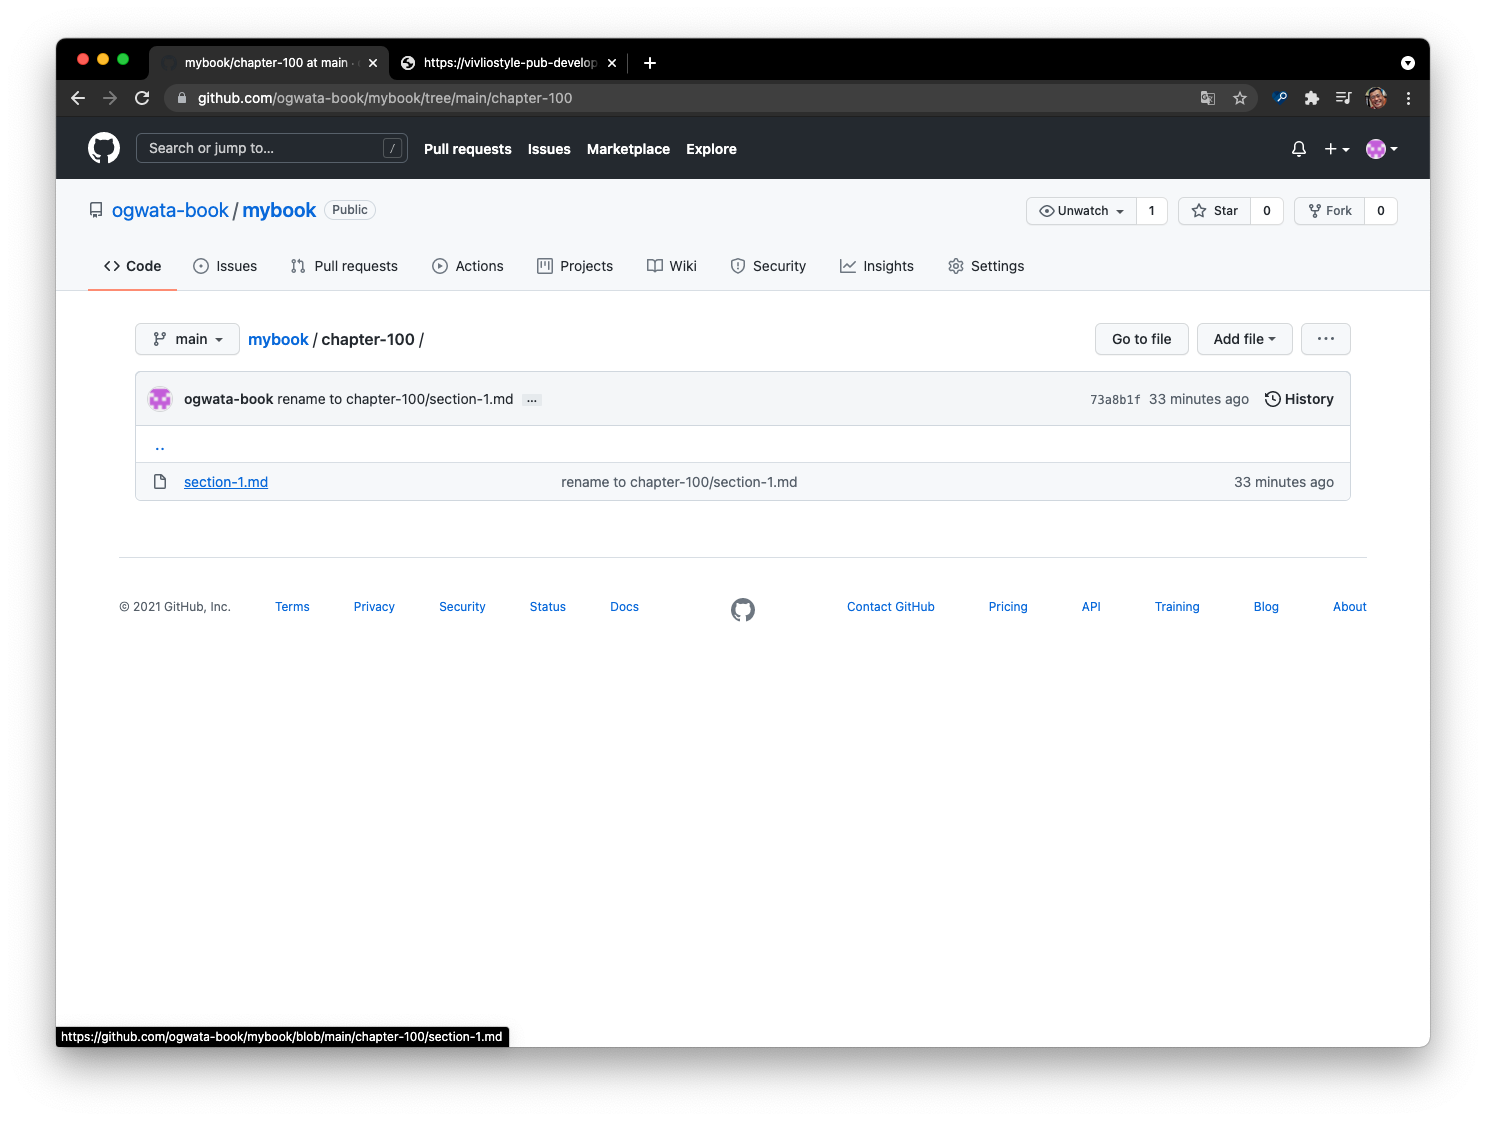 mybook/chapter-100 at main ·
https://vivliostyle-pub-develop
github.com/ogwata-book/mybook/tree/main/chapter-100
Search or jump to...
/
Pull requests
Issues
Marketplace
Explore
ogwata-book / mybook
Public
Unwatch
1
Star
0
Fork
0
Code
Issues
Pull requests
Actions
Projects
Wiki
Security
Insights
Settings
main
mybook / chapter-100 /
Go to file
Add file
...
ogwata-book rename to chapter-100/section-1.md ...
73a8b1f 33 minutes ago
History
..
section-1.md
rename to chapter-100/section-1.md
33 minutes ago
© 2021 GitHub, Inc.
Terms
Privacy
Security
Status
Docs
Contact GitHub
Pricing
API
Training
Blog
About
https://github.com/ogwata-book/mybook/blob/main/chapter-100/section-1.md